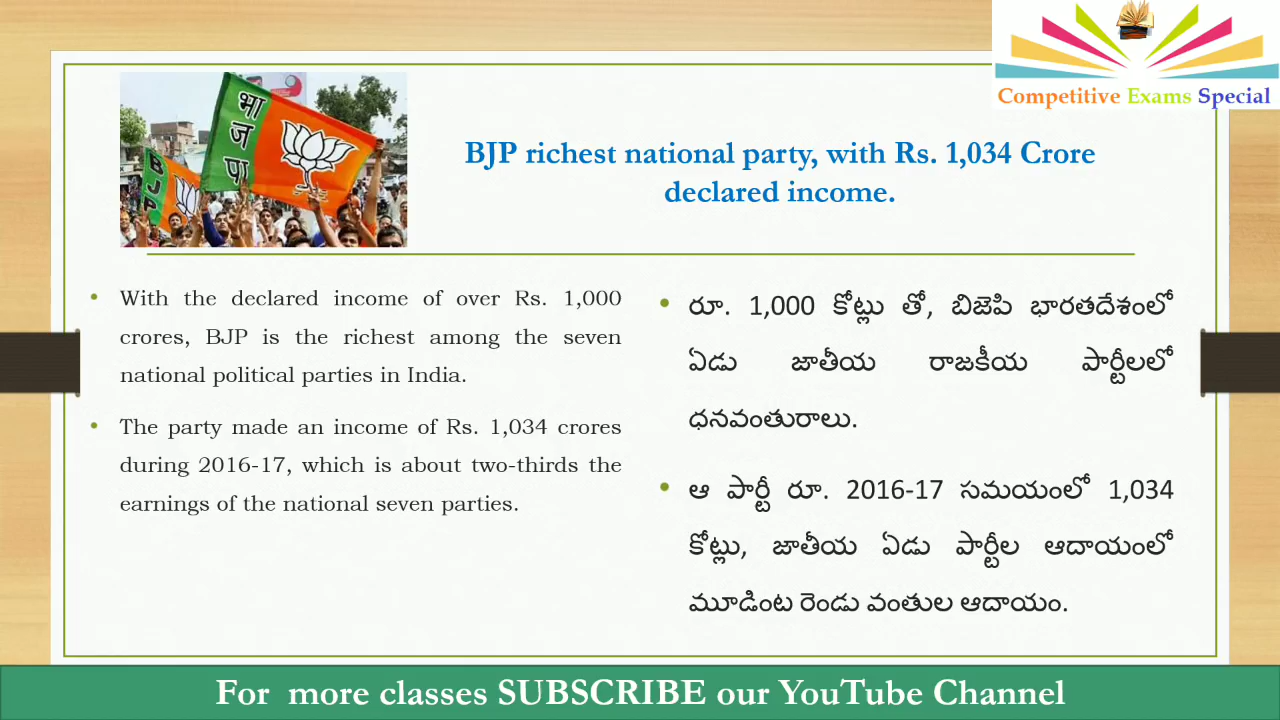 Competitive Exams Special
भाजपा
BJP
BJP richest national party, with Rs. 1,034 Crore
declared income.
• With the declared income of over Rs. 1,000
crores, BJP is the richest among the seven
national political parties in India.
• The party made an income of Rs. 1,034 crores
during 2016-17, which is about two-thirds the
earnings of the national seven parties.
• రూ. 1,000 కోట్లు తో, బిజెపి భారతదేశంలో
ఏడు జాతీయ రాజకీయ పార్టీలలో
ధనవంతురాలు.
• ఆ పార్టీ రూ. 2016-17 సమయంలో 1,034
కోట్లు, జాతీయ ఏడు పార్టీల ఆదాయంలో
మూడింట రెండు వంతుల ఆదాయం.
For more classes SUBSCRIBE our YouTube Channel